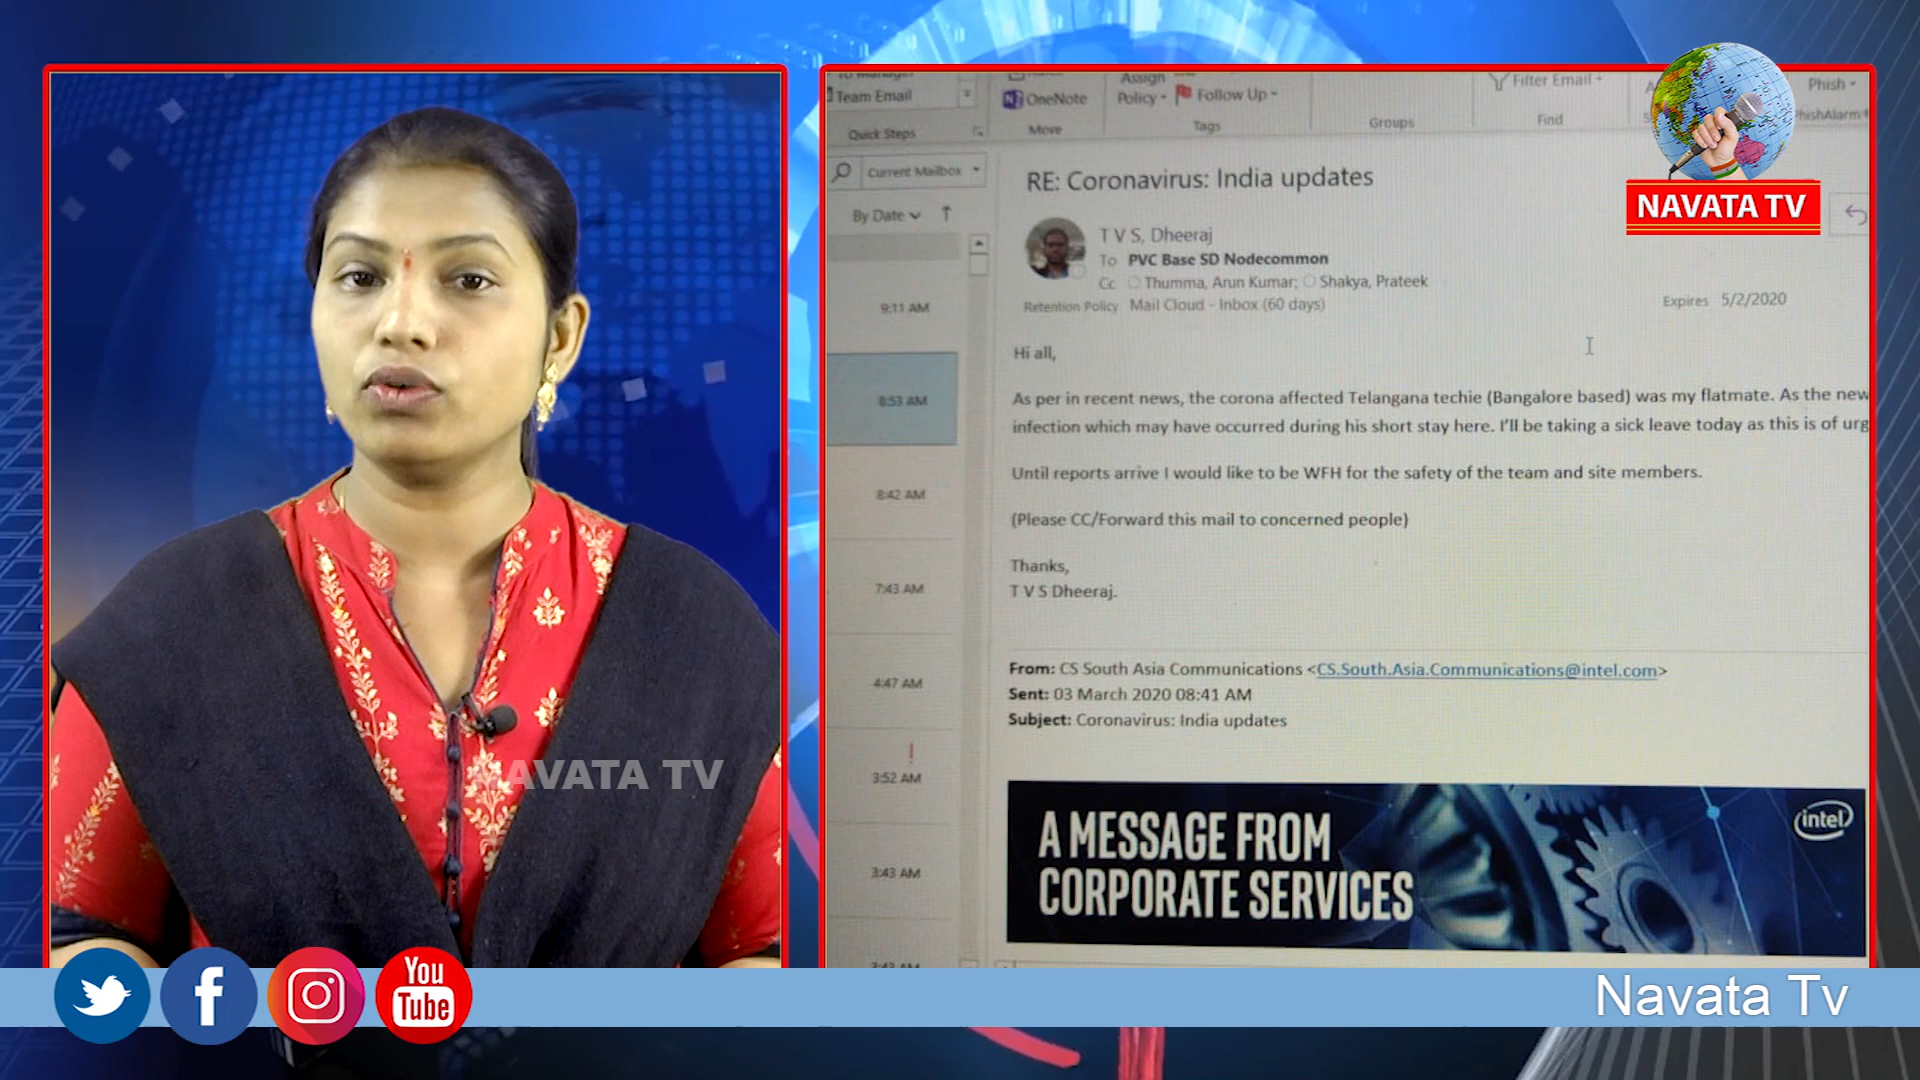 AVATA TV
to Manager
Team Email
Quick Steps
OneNote
Move
Assign
Policy
Follow Up
Tags
Groups
Filter Email
Find
Phish
PhishAlarm
NAVATA TV
Current Mailbox
By Date
9:11 AM
8:53 AM
8:42 AM
7:43 AM
4:47 AM
3:52 AM
3:43 AM
RE: Coronavirus: India updates
T V S, Dheeraj
To PVC Base SD Nodecommon
Cc Thumma, Arun Kumar; Shakya, Prateek
Retention Policy Mail Cloud - Inbox (60 days)
Expires 5/2/2020
Hi all,
As per in recent news, the corona affected Telangana techie (Bangalore based) was my flatmate. As the new
infection which may have occurred during his short stay here. I'll be taking a sick leave today as this is of urg
Until reports arrive I would like to be WFH for the safety of the team and site members.
(Please CC/Forward this mail to concerned people)
Thanks,
T V S Dheeraj.
From: CS South Asia Communications <CS.South.Asia.Communications@intel.com>
Sent: 03 March 2020 08:41 AM
Subject: Coronavirus: India updates
A MESSAGE FROM
CORPORATE SERVICES
intel
You
Tube
Navata Tv